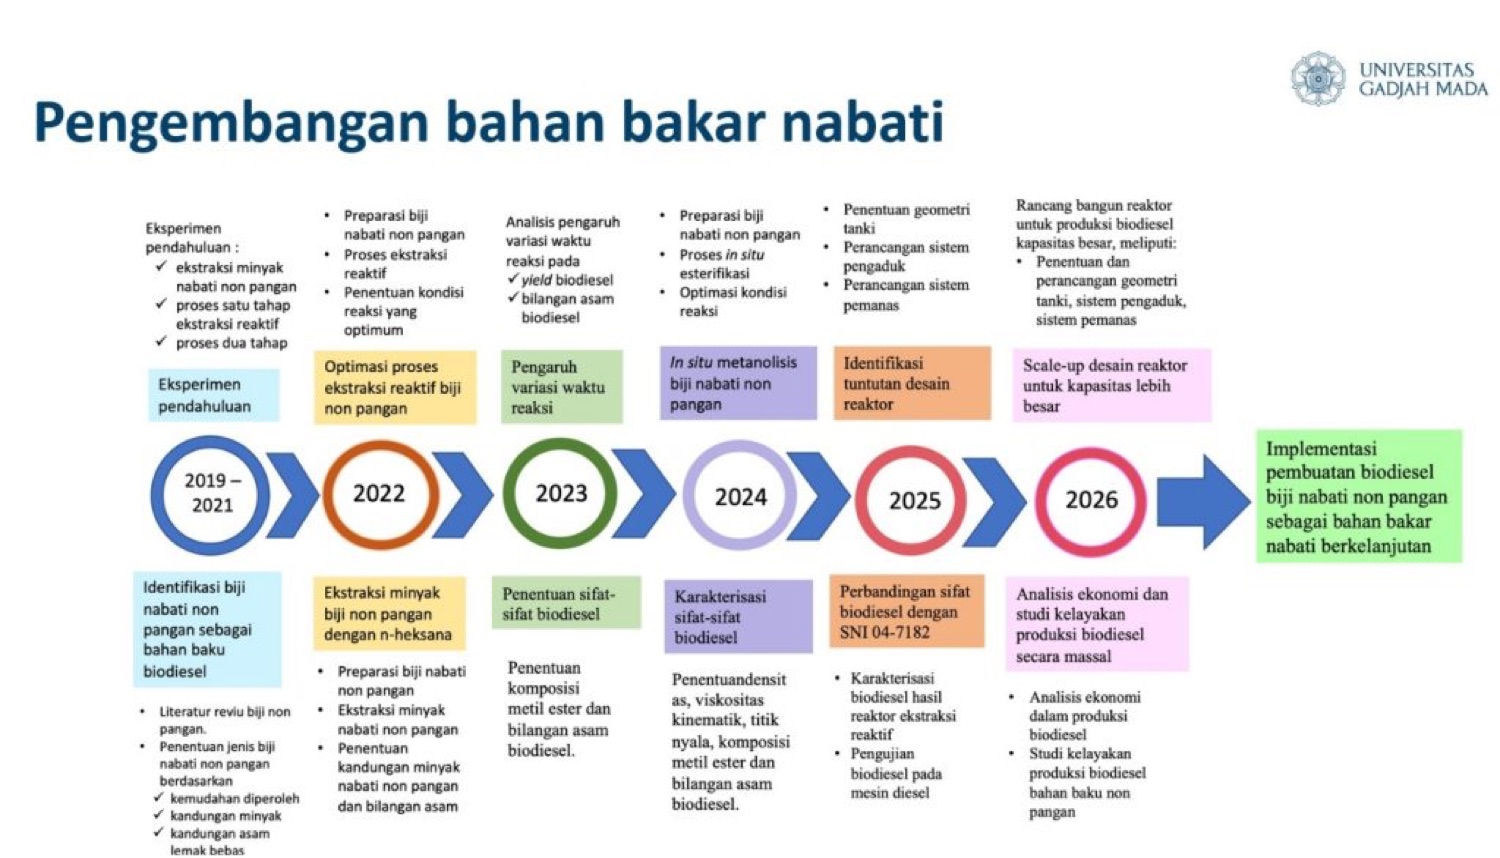 UNIVERSITAS
GADJAH MADA
Pengembangan bahan bakar nabati
Eksperimen
pendahuluan :
✓ ekstraksi minyak
nabati non pangan
✓ proses satu tahap
ekstraksi reaktif
✓ proses dua tahap
• Preparasi biji
nabati non pangan
• Proses ekstraksi
reaktif
• Penentuan kondisi
reaksi yang
optimum
Analisis pengaruh
variasi waktu
reaksi pada
✓ yield biodiesel
✓ bilangan asam
biodiesel
• Preparasi biji
nabati non pangan
• Proses in situ
esterifikasi
• Optimasi kondisi
reaksi
• Penentuan geometri
tanki
• Perancangan sistem
pengaduk
• Perancangan sistem
pemanas
Rancang bangun reaktor
untuk produksi biodiesel
kapasitas besar, meliputi:
• Penentuan dan
perancangan geometri
tanki, sistem pengaduk,
sistem pemanas
Eksperimen
pendahuluan
Optimasi proses
ekstraksi reaktif biji
non pangan
Pengaruh
variasi waktu
reaksi
In situ metanolisis
biji nabati non
pangan
Identifikasi
tuntutan desain
reaktor
Scale-up desain reaktor
untuk kapasitas lebih
besar
2019 –
2021
2022
2023
2024
2025
2026
Implementasi
pembuatan biodiesel
biji nabati non pangan
sebagai bahan bakar
nabati berkelanjutan
Identifikasi biji
nabati non
pangan sebagai
bahan baku
biodiesel
Ekstraksi minyak
biji non pangan
dengan n-heksana
Penentuan sifat-
sifat biodiesel
Karakterisasi
sifat-sifat
biodiesel
Perbandingan sifat
biodiesel dengan
SNI 04-7182
Analisis ekonomi dan
studi kelayakan
produksi biodiesel
secara massal
• Literatur reviu biji non
pangan.
• Penentuan jenis biji
nabati non pangan
berdasarkan
✓ kemudahan diperoleh
✓ kandungan minyak
✓ kandungan asam
lemak bebas
• Preparasi biji nabati
non pangan
• Ekstraksi minyak
nabati non pangan
• Penentuan
kandungan minyak
nabati non pangan
dan bilangan asam
Penentuan
komposisi
metil ester dan
bilangan asam
biodiesel.
Penentuandensit
as, viskositas
kinematik, titik
nyala, komposisi
metil ester dan
bilangan asam
biodiesel.
• Karakterisasi
biodiesel hasil
reaktor ekstraksi
reaktif
• Pengujian
biodiesel pada
mesin diesel
• Analisis ekonomi
dalam produksi
biodiesel
• Studi kelayakan
produksi biodiesel
bahan baku non
pangan